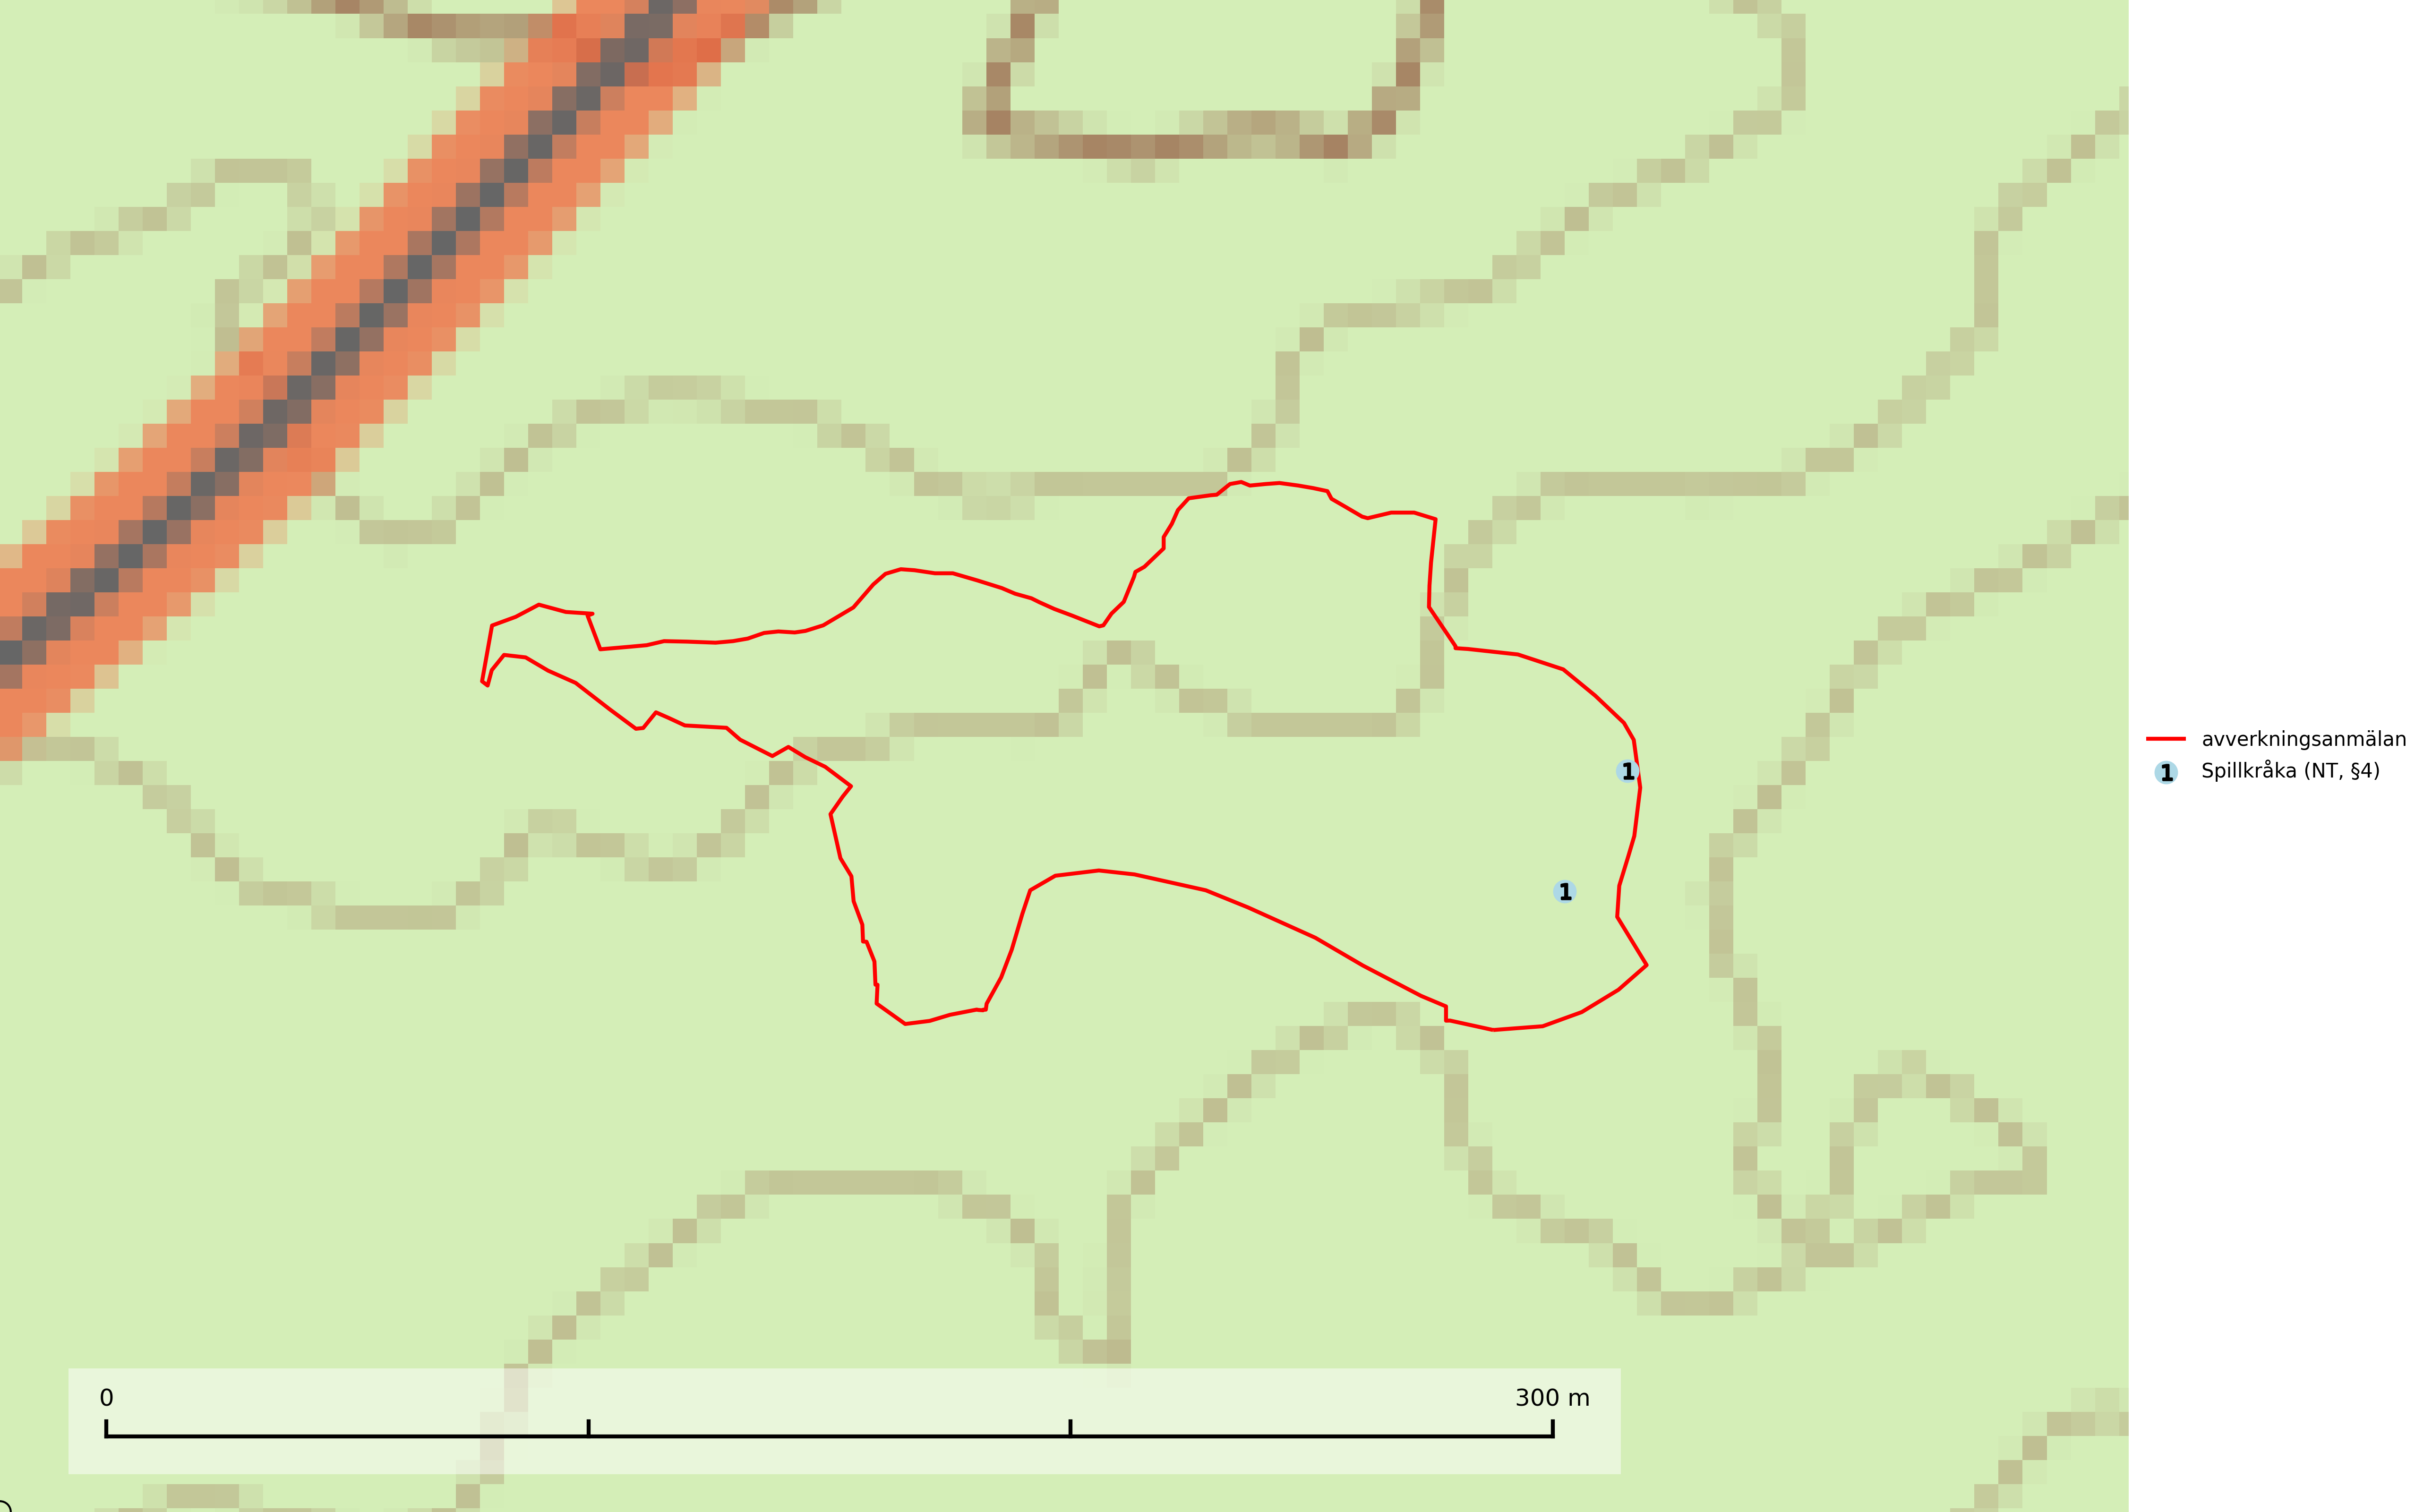 avverkningsanmälan
1 Spillkråka (NT, §4)
1
1
0 300 m